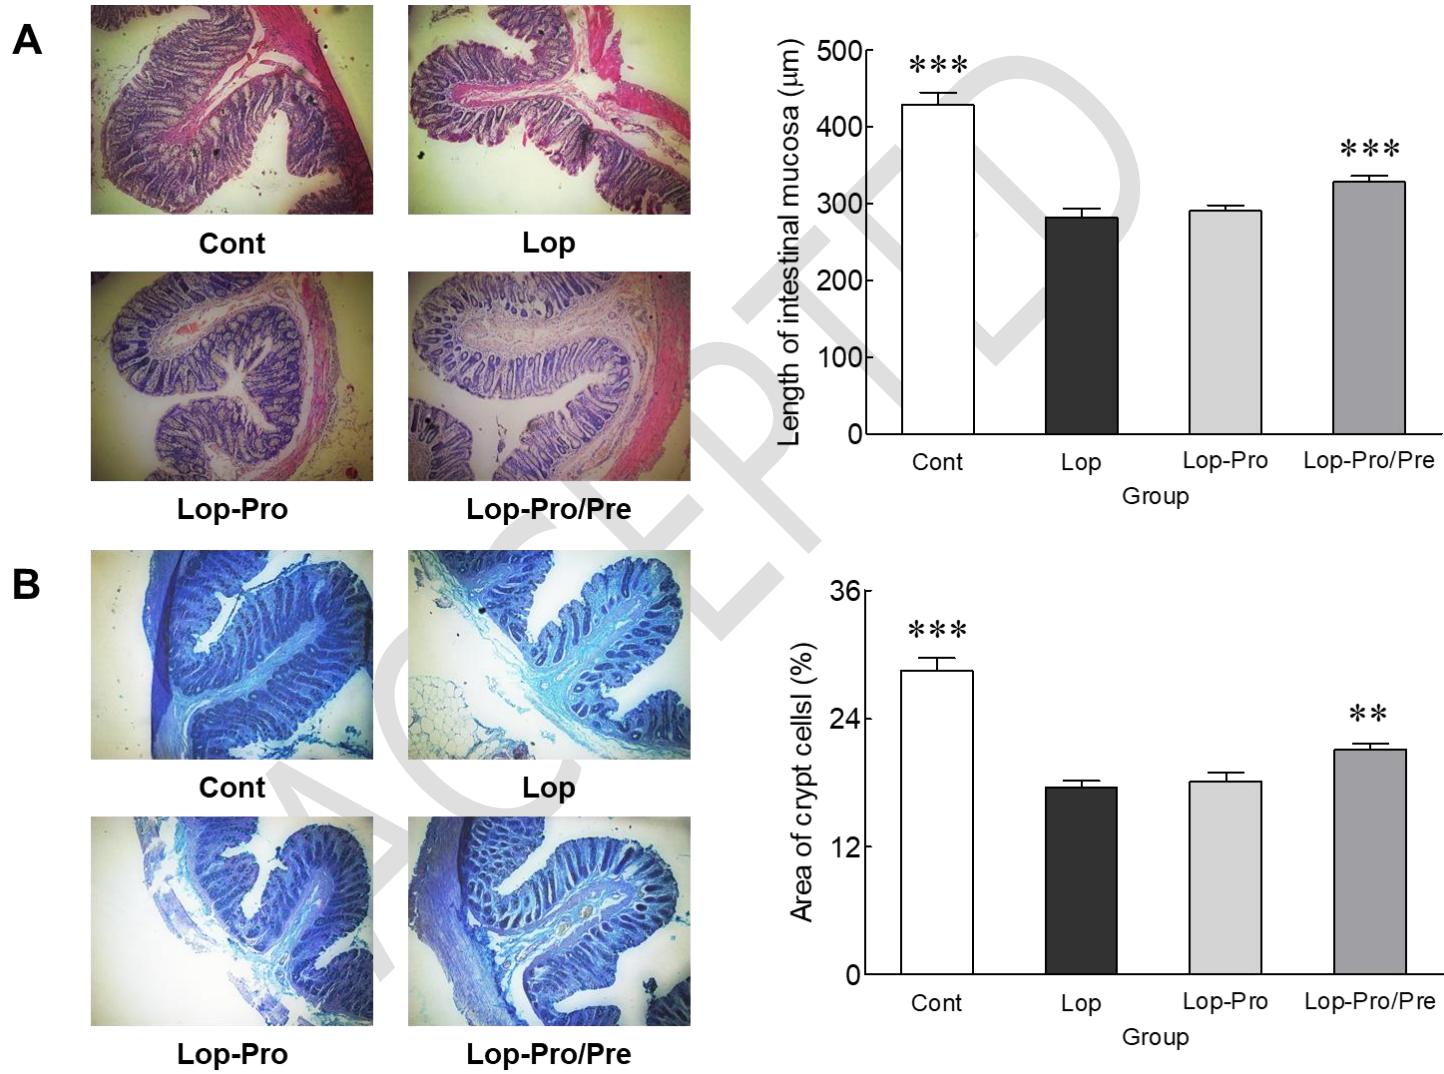 A
Cont
Lop
Lop-Pro
Lop-Pro/Pre
Length of intestinal mucosa (μm)
500
400
300
200
100
0
***
***
Cont
Lop
Lop-Pro
Lop-Pro/Pre
Group
B
Cont
Lop
Lop-Pro
Lop-Pro/Pre
Area of crypt cellsl (%)
36
24
12
0
***
**
Cont
Lop
Lop-Pro
Lop-Pro/Pre
Group
ACCEPTED